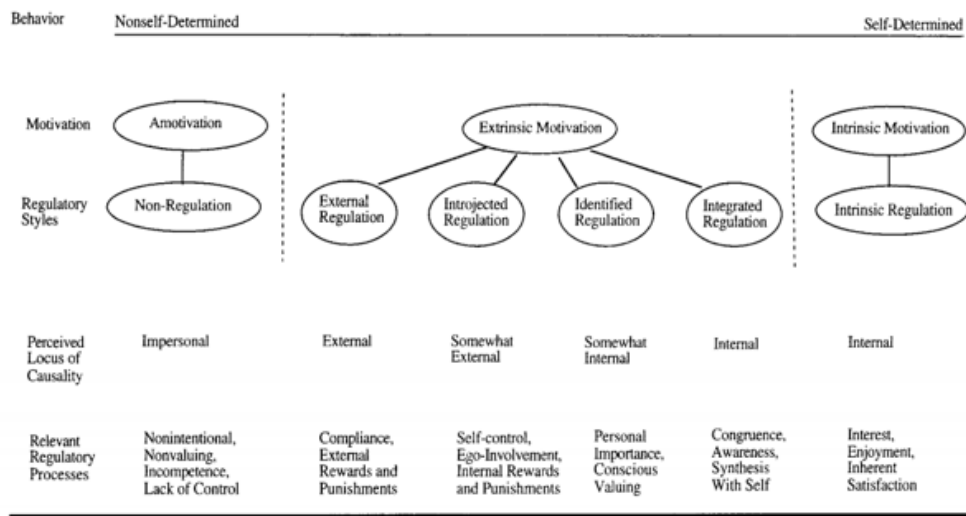 Behavior
Nonself-Determined
Self-Determined
Motivation
Amotivation
Extrinsic Motivation
Intrinsic Motivation
Regulatory
Styles
Non-Regulation
External
Regulation
Introjected
Regulation
Identified
Regulation
Integrated
Regulation
Intrinsic Regulation
Perceived
Locus of
Causality
Impersonal
External
Somewhat
External
Somewhat
Internal
Internal
Internal
Relevant
Regulatory
Processes
Nonintentional,
Nonvaluing,
Incompetence,
Lack of Control
Compliance,
External
Rewards and
Punishments
Self-control,
Ego-Involvement,
Internal Rewards
and Punishments
Personal
Importance,
Conscious
Valuing
Congruence,
Awareness,
Synthesis
With Self
Interest,
Enjoyment,
Inherent
Satisfaction